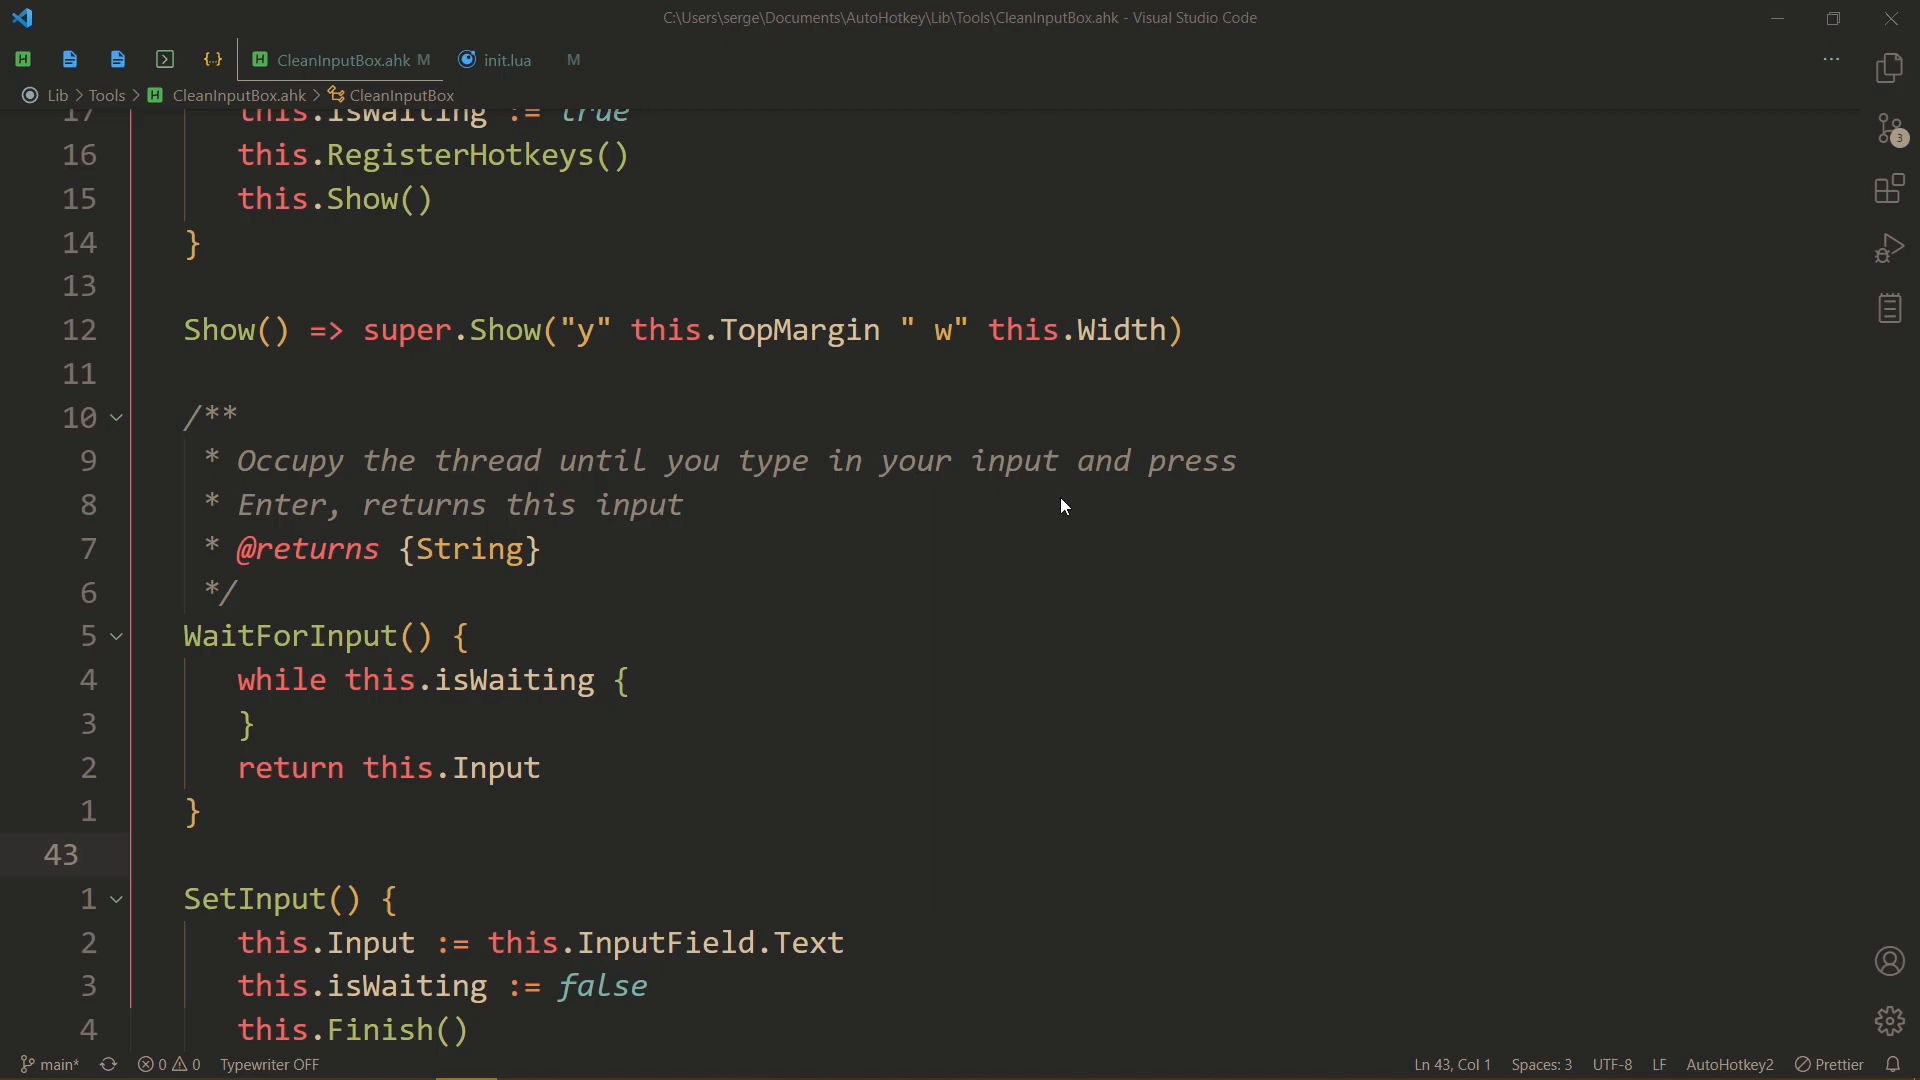 C:\Users\serge\Documents\AutoHotkey\Lib\Tools\CleanInputBox.ahk - Visual Studio Code
H {..} H CleanInputBox.ahk M init.lua M ...
Lib > Tools > H CleanInputBox.ahk > CleanInputBox
17 this.isWaiting := true
16 this.RegisterHotkeys()
15 this.Show()
14 }
13
12 Show() => super.Show("y" this.TopMargin " w" this.Width)
11
10 /**
9 * Occupy the thread until you type in your input and press
8 * Enter, returns this input
7 * @returns {String}
6 */
5 WaitForInput() {
4 while this.isWaiting {
3 }
2 return this.Input
1 }
43
1 SetInput() {
2 this.Input := this.InputField.Text
3 this.isWaiting := false
4 this.Finish()
3
main* 0 0 Typewriter OFF Ln 43, Col 1 Spaces: 3 UTF-8 LF AutoHotkey2 Prettier